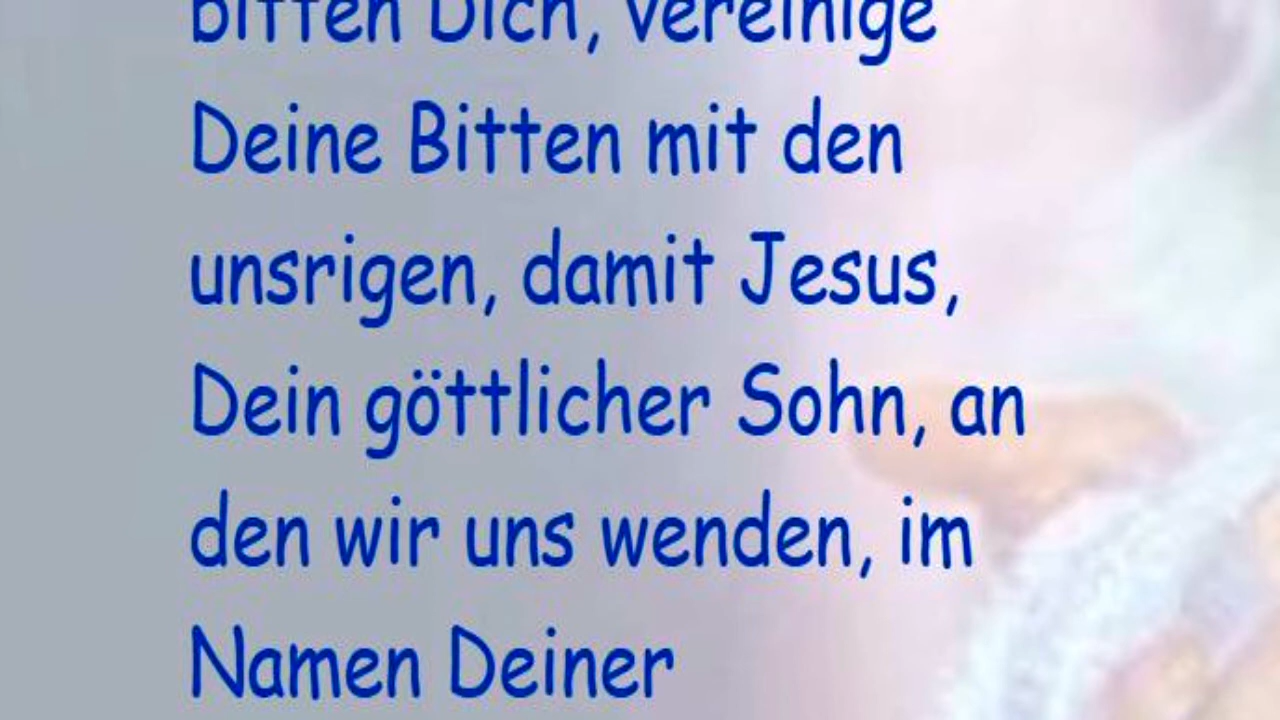 bitten Dich, vereinige
Deine Bitten mit den
unsrigen, damit Jesus,
Dein göttlicher Sohn, an
den wir uns wenden, im
Namen Deiner